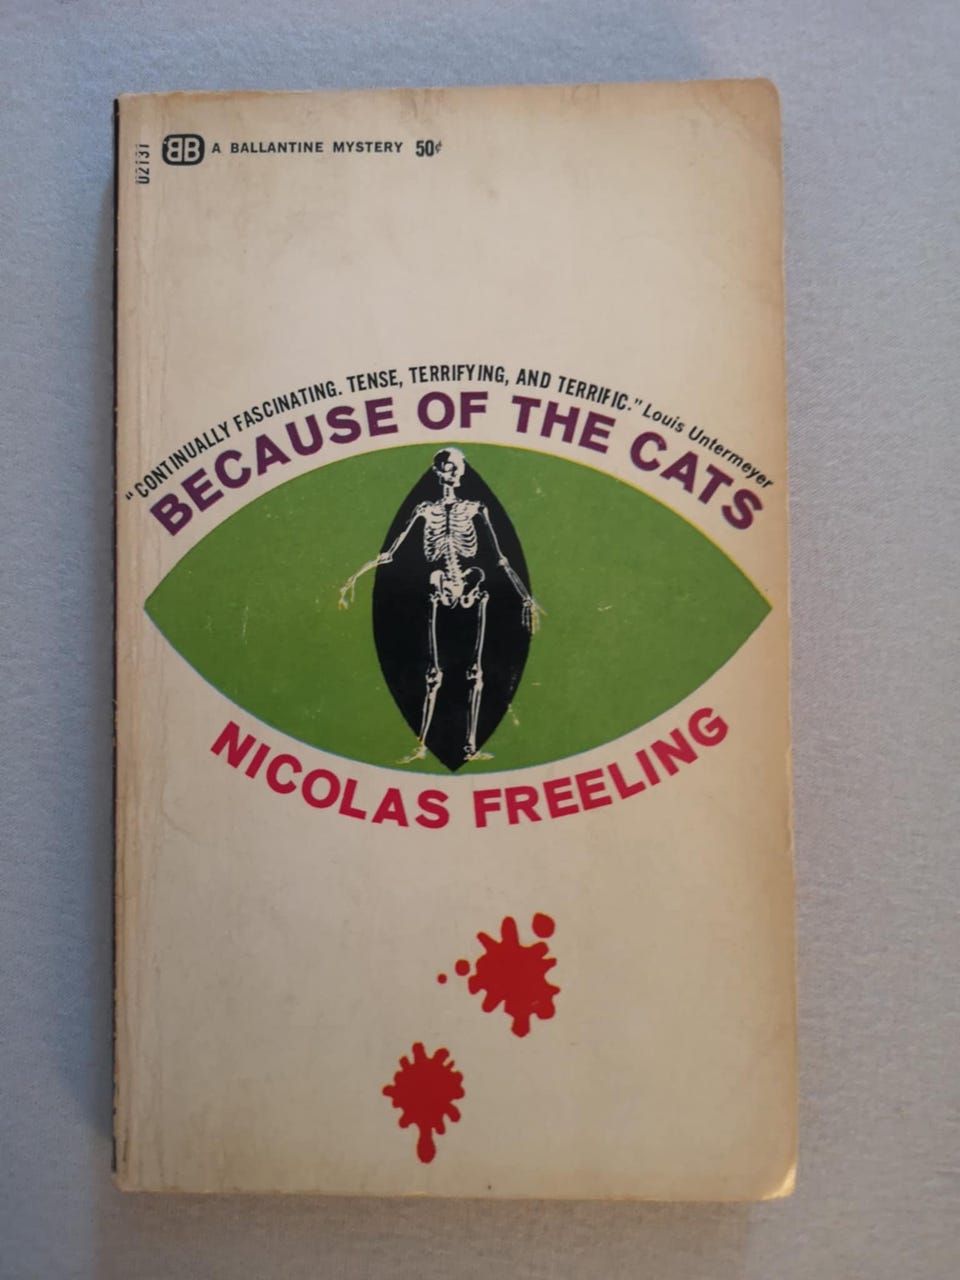 U2131
BB A BALLANTINE MYSTERY 50¢
"CONTINUALLY FASCINATING. TENSE, TERRIFYING, AND TERRIFIC." Louis Untermeyer
BECAUSE OF THE CATS
NICOLAS FREELING